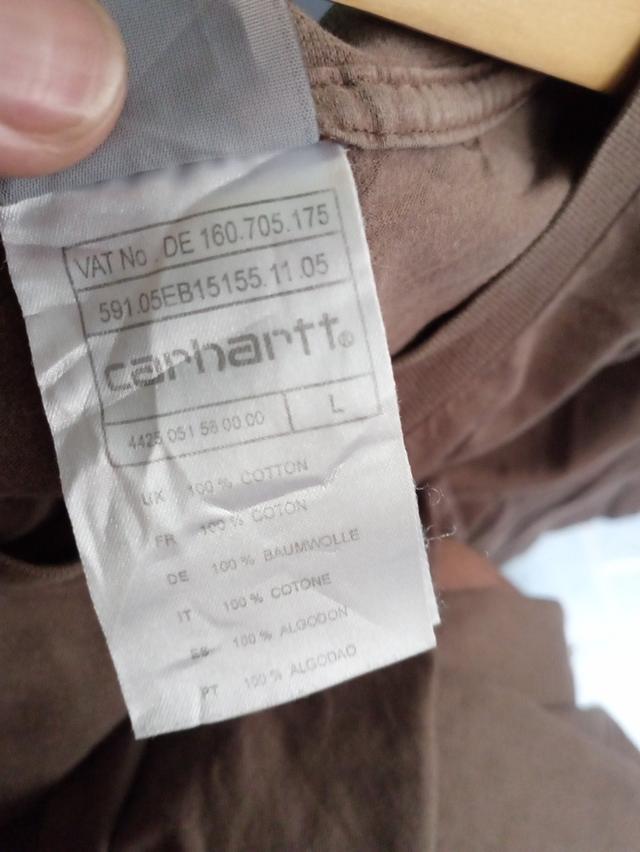 VAT No . DE 160.705.175
591.05EB15155.11.05
carhartt®
4425 051 58 00 00 L
UK 100 % COTTON
FR 100 % COTON
DE 100 % BAUMWOLLE
IT 100 % COTONE
ES 100 % ALGODON
PT 100 % ALGODAO